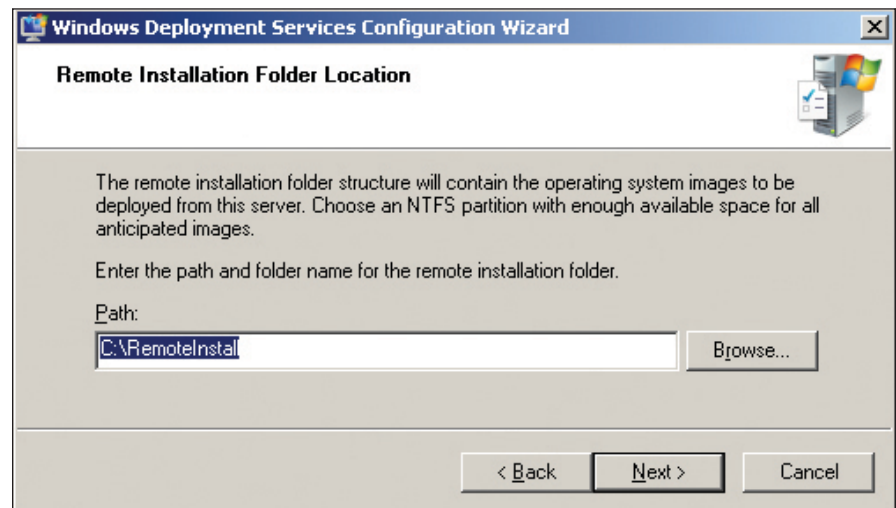 Windows Deployment Services Configuration Wizard
Remote Installation Folder Location
The remote installation folder structure will contain the operating system images to be
deployed from this server. Choose an NTFS partition with enough available space for all
anticipated images.
Enter the path and folder name for the remote installation folder.
Path:
C:\RemoteInstall
Browse...
< Back
Next >
Cancel